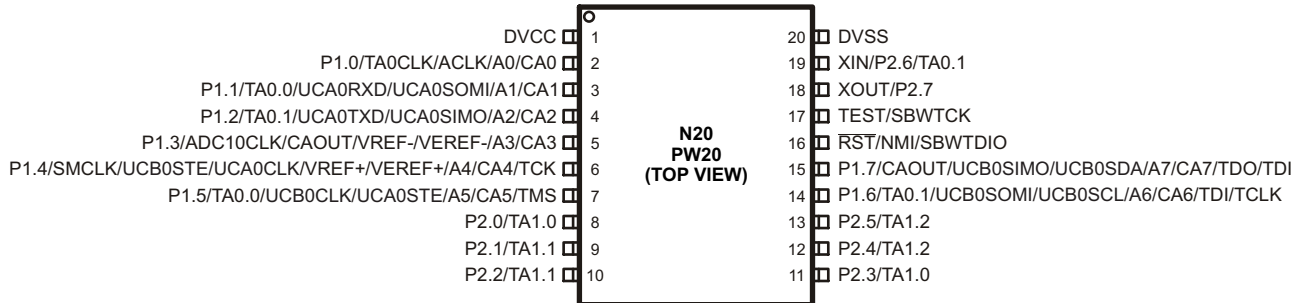 DVCC 1 20 DVSS
P1.0/TA0CLK/ACLK/A0/CA0 2 19 XIN/P2.6/TA0.1
P1.1/TA0.0/UCA0RXD/UCA0SOMI/A1/CA1 3 18 XOUT/P2.7
P1.2/TA0.1/UCA0TXD/UCA0SIMO/A2/CA2 4 17 TEST/SBWTCK
P1.3/ADC10CLK/CAOUT/VREF-/VEREF-/A3/CA3 5 N20 16 RST/NMI/SBWTDIO
P1.4/SMCLK/UCB0STE/UCA0CLK/VREF+/VEREF+/A4/CA4/TCK 6 PW20 15 P1.7/CAOUT/UCB0SIMO/UCB0SDA/A7/CA7/TDO/TDI
(TOP VIEW)
P1.5/TA0.0/UCB0CLK/UCA0STE/A5/CA5/TMS 7 14 P1.6/TA0.1/UCB0SOMI/UCB0SCL/A6/CA6/TDI/TCLK
P2.0/TA1.0 8 13 P2.5/TA1.2
P2.1/TA1.1 9 12 P2.4/TA1.2
P2.2/TA1.1 10 11 P2.3/TA1.0